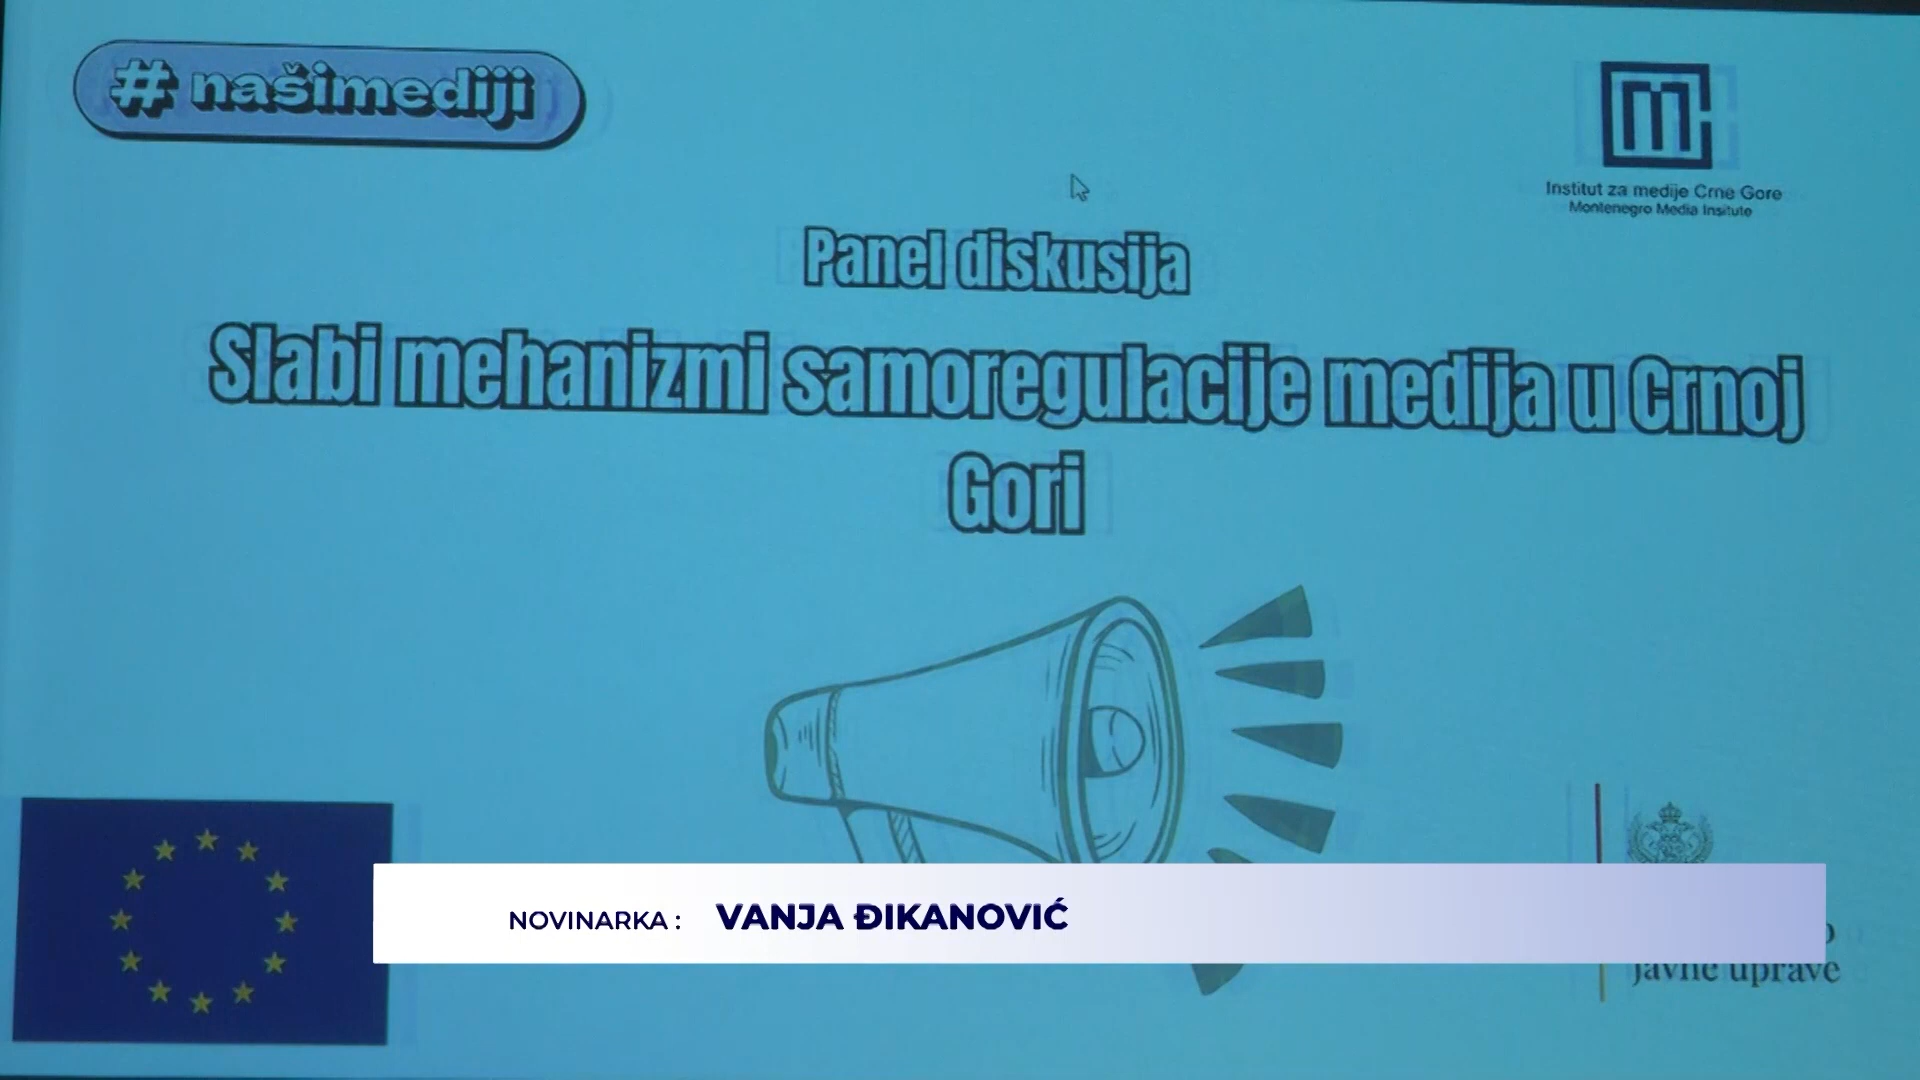 # našimediji
Institut za medije Crne Gore
Montenegro Media Insitute
Panel diskusija
Slabi mehanizmi samoregulacije medija u Crnoj
Gori
NOVINARKA : VANJA ĐIKANOVIĆ
javne uprave